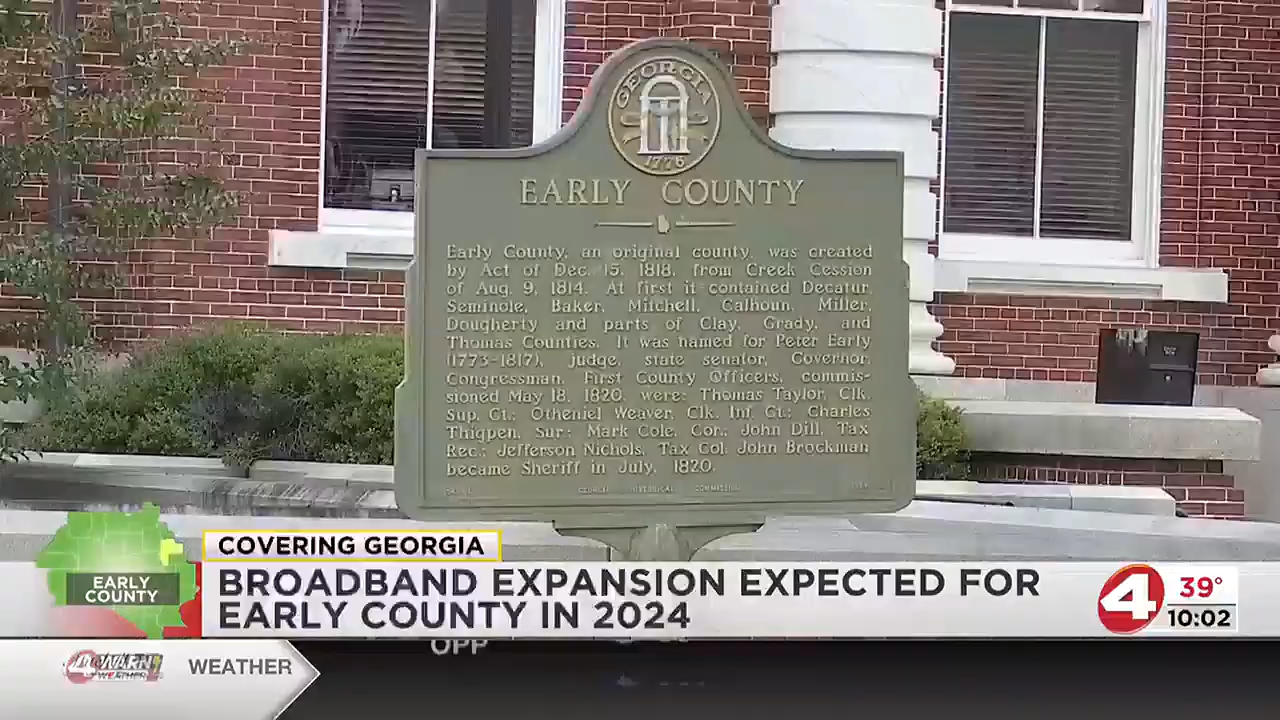 GEORGIA
1776
EARLY COUNTY
Early County, an original county, was created
by Act of Dec. 15, 1818, from Creek Cession
of Aug. 9, 1814. At first it contained Decatur,
Seminole, Baker, Mitchell, Calhoun, Miller,
Dougherty and parts of Clay, Grady, and
Thomas Counties. It was named for Peter Early
(1773-1817), judge, state senator, Governor,
Congressman. First County Officers, commis-
sioned May 18, 1820, were: Thomas Taylor, Clk.
Sup. Ct.; Otheniel Weaver, Clk. Inf. Ct.; Charles
Thigpen, Sur.; Mark Cole, Cor.; John Dill, Tax
Rec.; Jefferson Nichols, Tax Col. John Brockman
became Sheriff in July, 1820.
GEORGIA HISTORICAL COMMISSION
COVERING GEORGIA
EARLY
COUNTY
BROADBAND EXPANSION EXPECTED FOR
EARLY COUNTY IN 2024
4
39°
10:02
OPP
4WARN
WEATHER
WEATHER